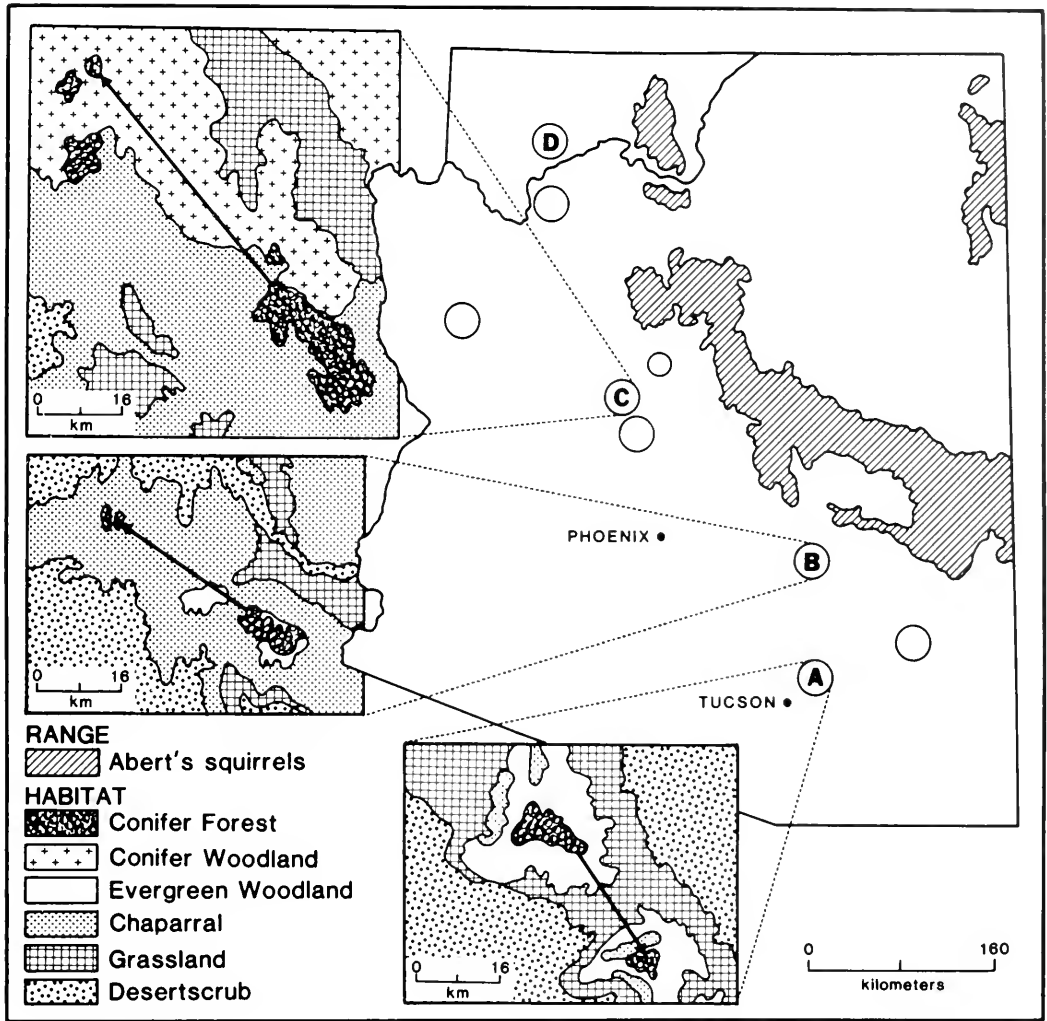 D
C
PHOENIX
B
A
TUCSON
0 16
km
0 16
km
RANGE
Abert's squirrels
HABITAT
Conifer Forest
Conifer Woodland
Evergreen Woodland
Chaparral
Grassland
Desertscrub
0 16
km
0 160
kilometers